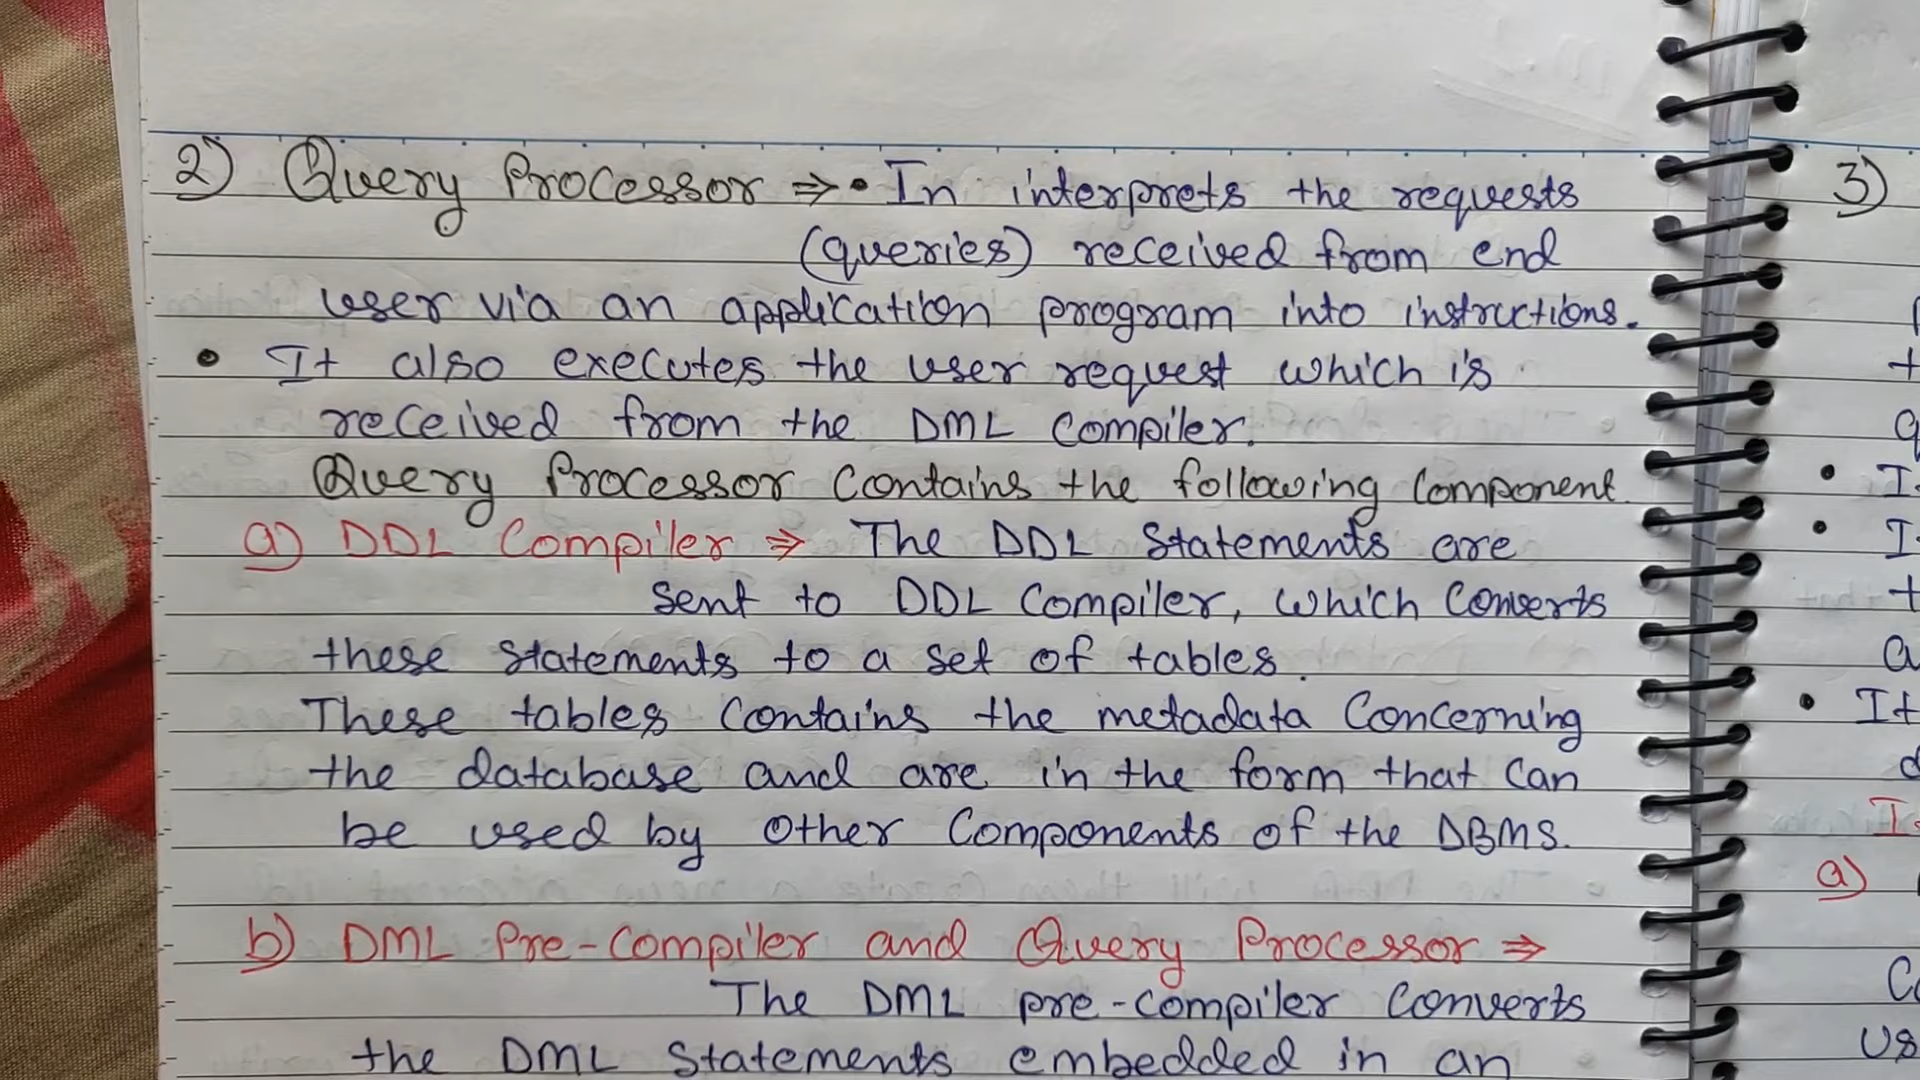 2) Query Processor ⇒ • In interprets the requests
(queries) received from end
user via an application program into instructions.
• It also executes the user request which is
received from the DML Compiler.
Query Processor Contains the following Component
a) DDL Compiler ⇒ The DDL Statements are
Sent to DDL Compiler, which Converts
these statements to a set of tables.
These tables Contains the metadata Concerning
the database and are in the form that Can
be used by Other Components of the DBMS.
b) DML Pre-Compiler and Query Processor ⇒
The DML pre-compiler Converts
the DML Statements embedded in an
3)
a)